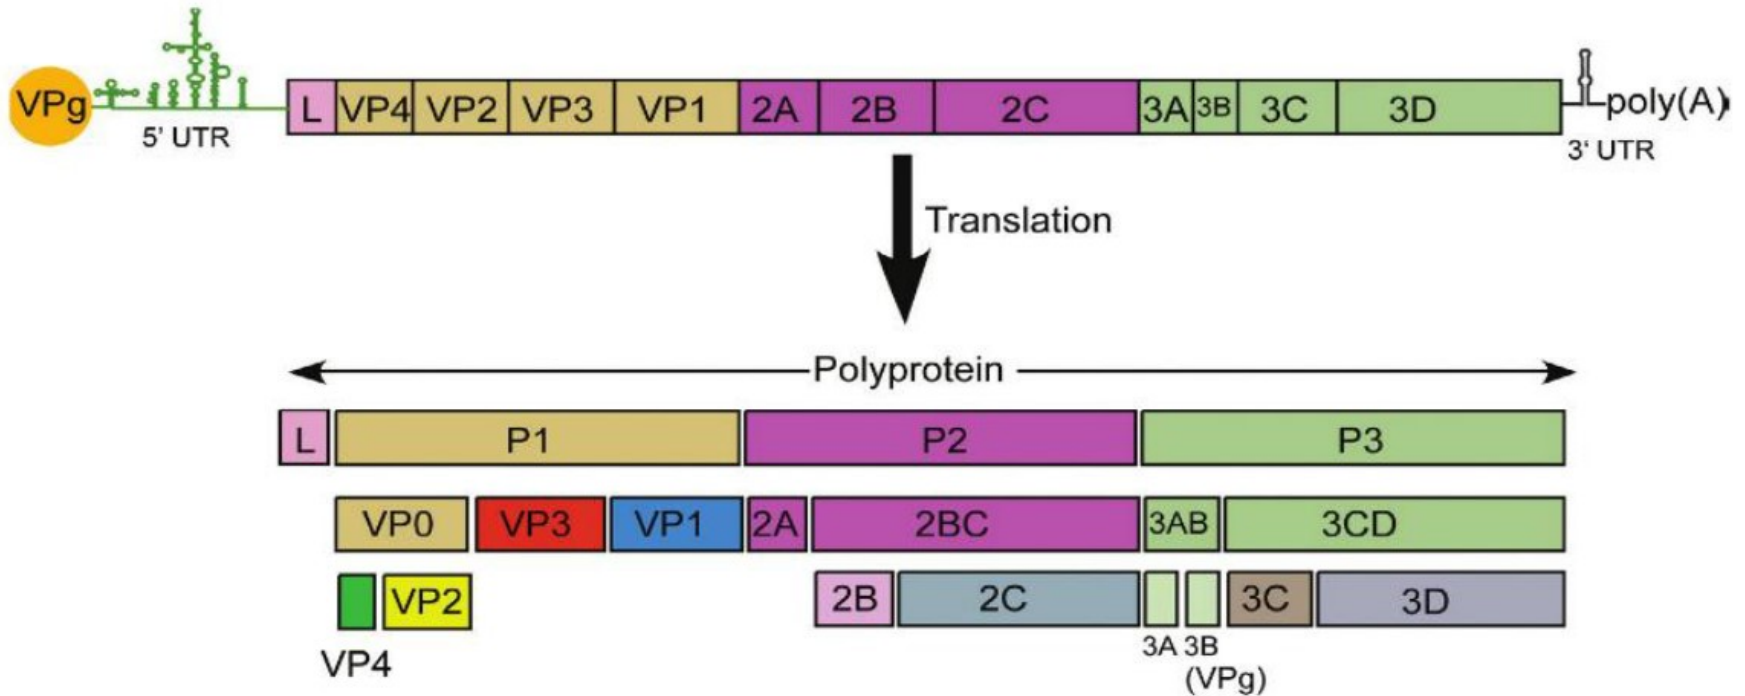 VPg
5' UTR
L VP4 VP2 VP3 VP1 2A 2B 2C 3A 3B 3C 3D
poly(A)
3' UTR
Translation
Polyprotein
L P1 P2 P3
VP0 VP3 VP1 2A 2BC 3AB 3CD
VP2 2B 2C 3C 3D
VP4
3A 3B
(VPg)